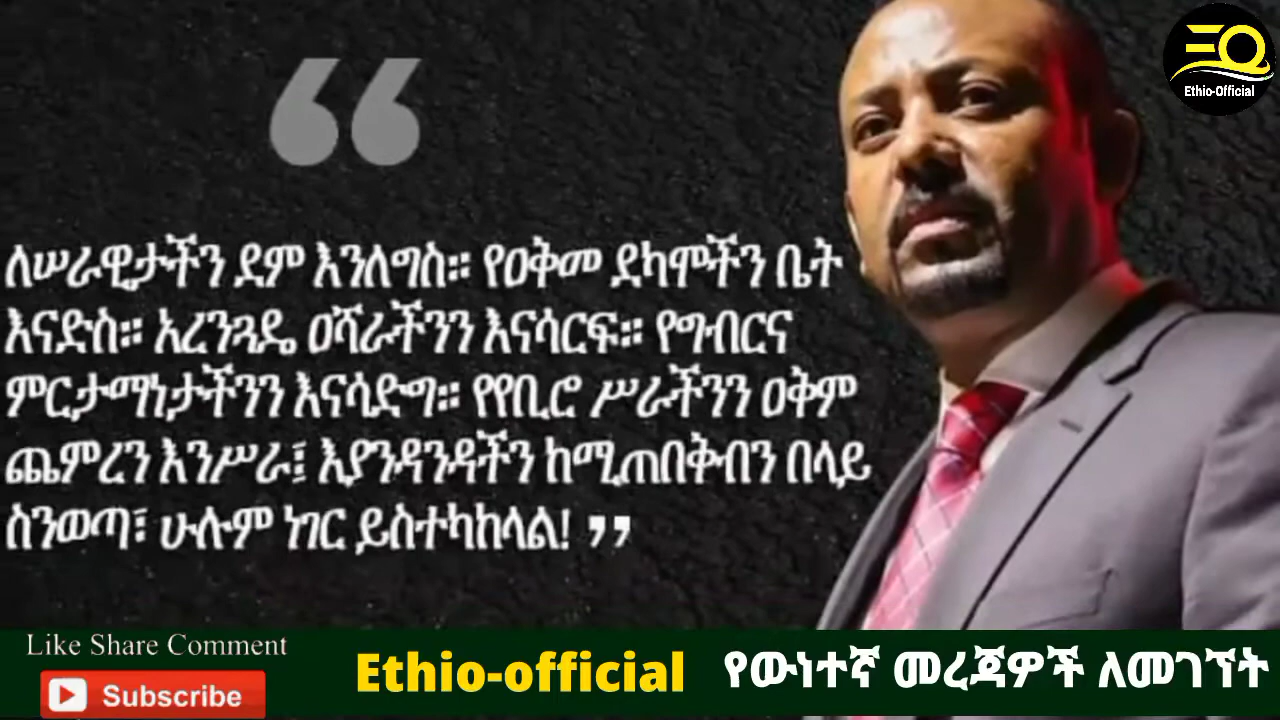 ለሠራዊታችን ደም እንለግስ። የዐቅመ ደካሞችን ቤት
እናድስ። አረንጓዴ ዐሻራችንን እናሳርፍ። የግብርና
ምርታማነታችንን እናሳድግ። የየቢሮ ሥራችንን ዐቅም
ጨምረን እንሥራ፤ እያንዳንዳችን ከሚጠበቅብን በላይ
ስንወጣ፣ ሁሉም ነገር ይስተካከላል! ”
EQ
Ethio-Official
Like Share Comment
Subscribe
Ethio-official
የውነተኛ መረጃዎች ለመገኘት